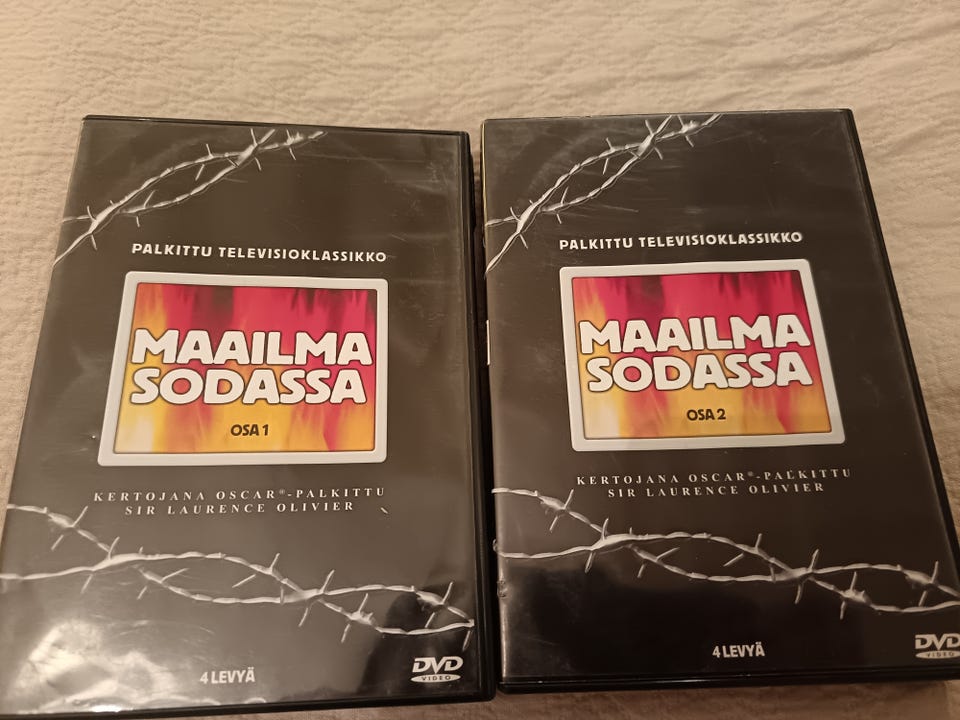 PALKITTU TELEVISIOKLASSIKKO
MAAILMA
SODASSA
OSA 1
KERTOJANA OSCAR®-PALKITTU
SIR LAURENCE OLIVIER
4 LEVYÄ
DVD
VIDEO
PALKITTU TELEVISIOKLASSIKKO
MAAILMA
SODASSA
OSA 2
KERTOJANA OSCAR®-PALKITTU
SIR LAURENCE OLIVIER
4 LEVYÄ
DVD
VIDEO